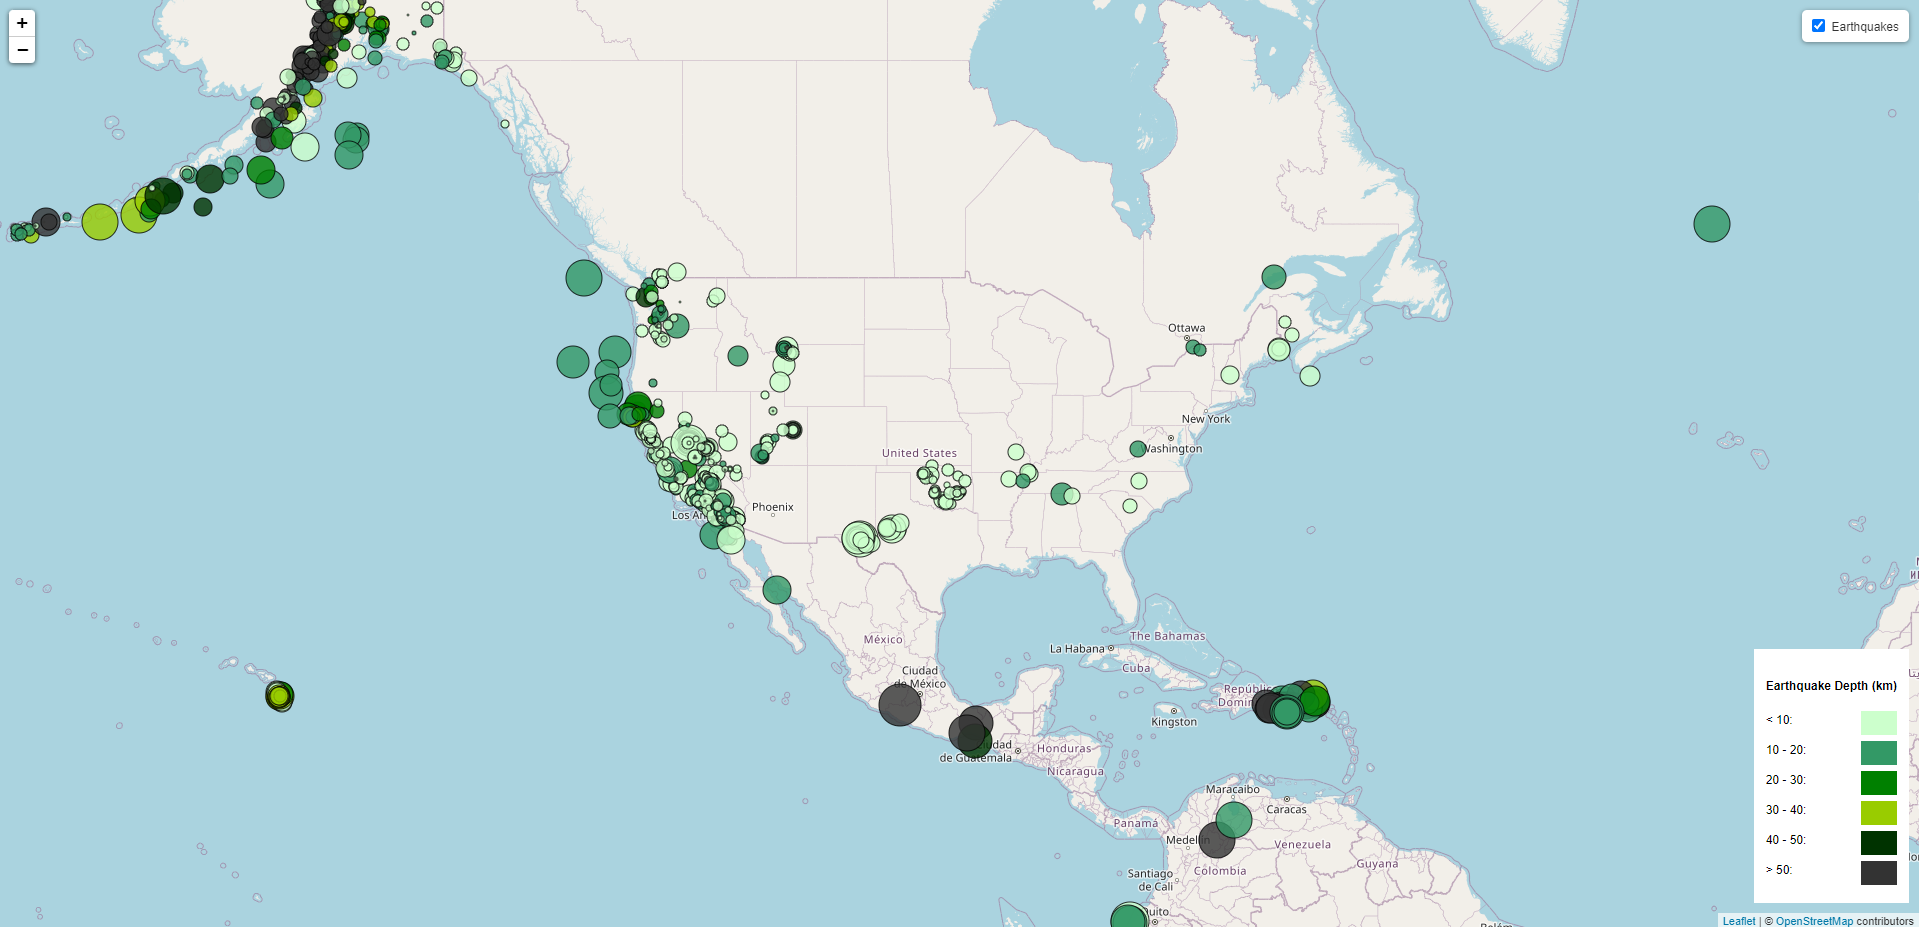 +
−
Earthquakes
Ottawa
New York
Washington
United States
Phoenix
Los An
México
Ciudad
de México
La Habana
The Bahamas
Cuba
Repúblic
Domin
Kingston
Ciudad
de Guatemala
Honduras
Nicaragua
Maracaibo
Caracas
Panamá
Medellín
Venezuela
Guyana
Colombia
Santiago
de Cali
Quito
Earthquake Depth (km)
< 10:
10 - 20:
20 - 30:
30 - 40:
40 - 50:
> 50:
Leaflet | © OpenStreetMap contributors